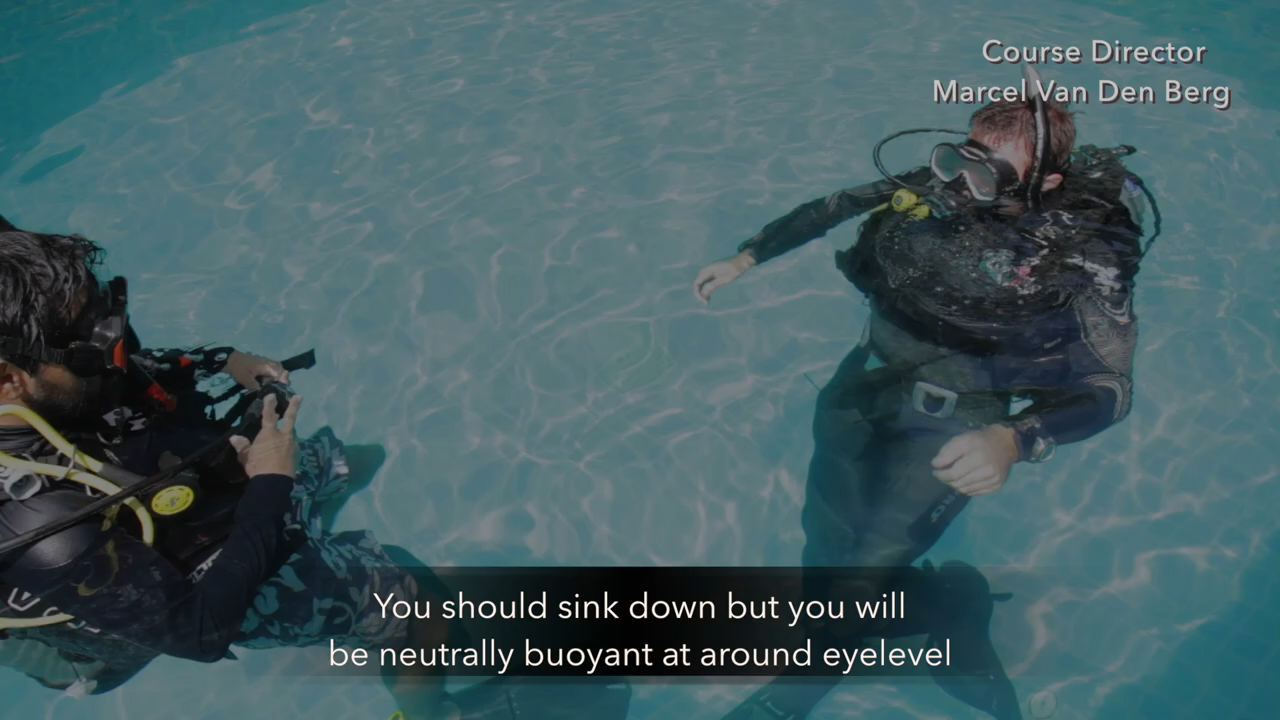 Course Director
Marcel Van Den Berg
You should sink down but you will
be neutrally buoyant at around eyelevel